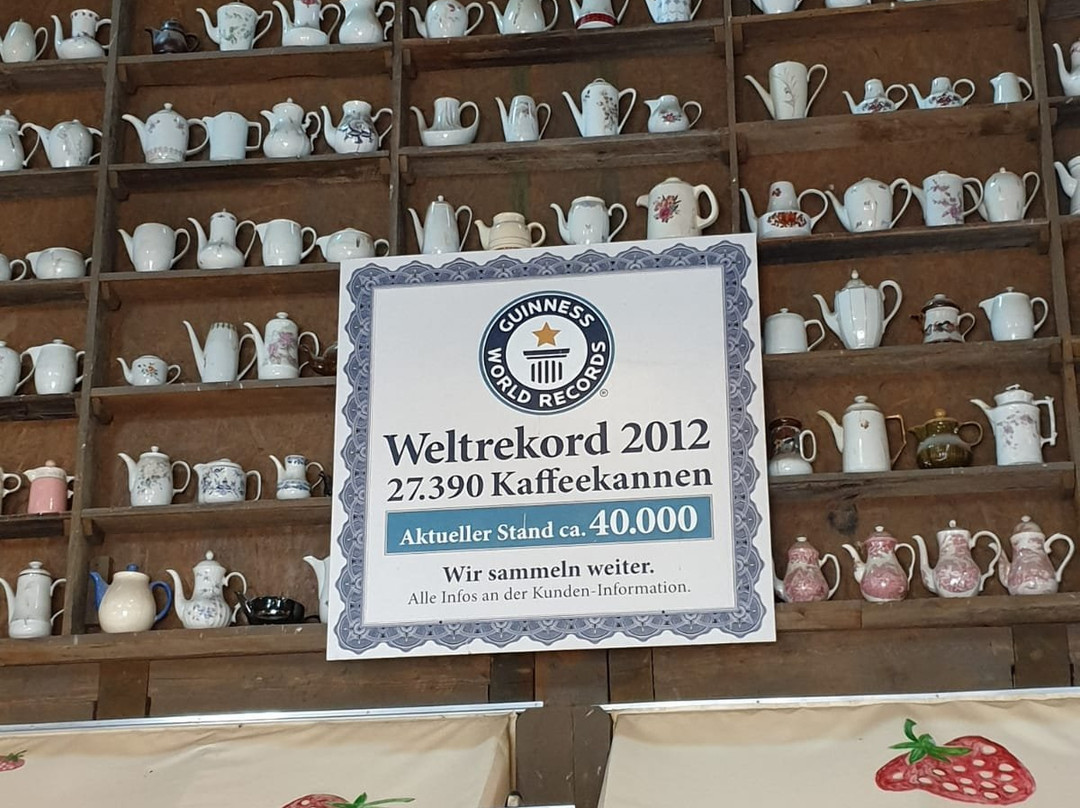 GUINNESS
WORLD RECORDS
®
Weltrekord 2012
27.390 Kaffeekannen
Aktueller Stand ca. 40.000
Wir sammeln weiter.
Alle Infos an der Kunden-Information.